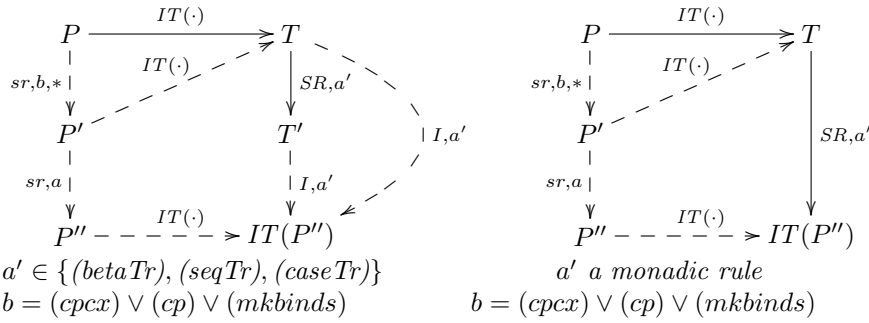 P IT(·) T P IT(·) T
sr,b,∗ IT(·) SR,a′ sr,b,∗ IT(·)
P′ T′ I,a′ P′ SR,a′
sr,a I,a′ sr,a
P′′ IT(·) IT(P′′) P′′ IT(·) IT(P′′)
a′ ∈ {(betaTr), (seqTr), (caseTr)} a′ a monadic rule
b = (cpcx) ∨ (cp) ∨ (mkbinds) b = (cpcx) ∨ (cp) ∨ (mkbinds)